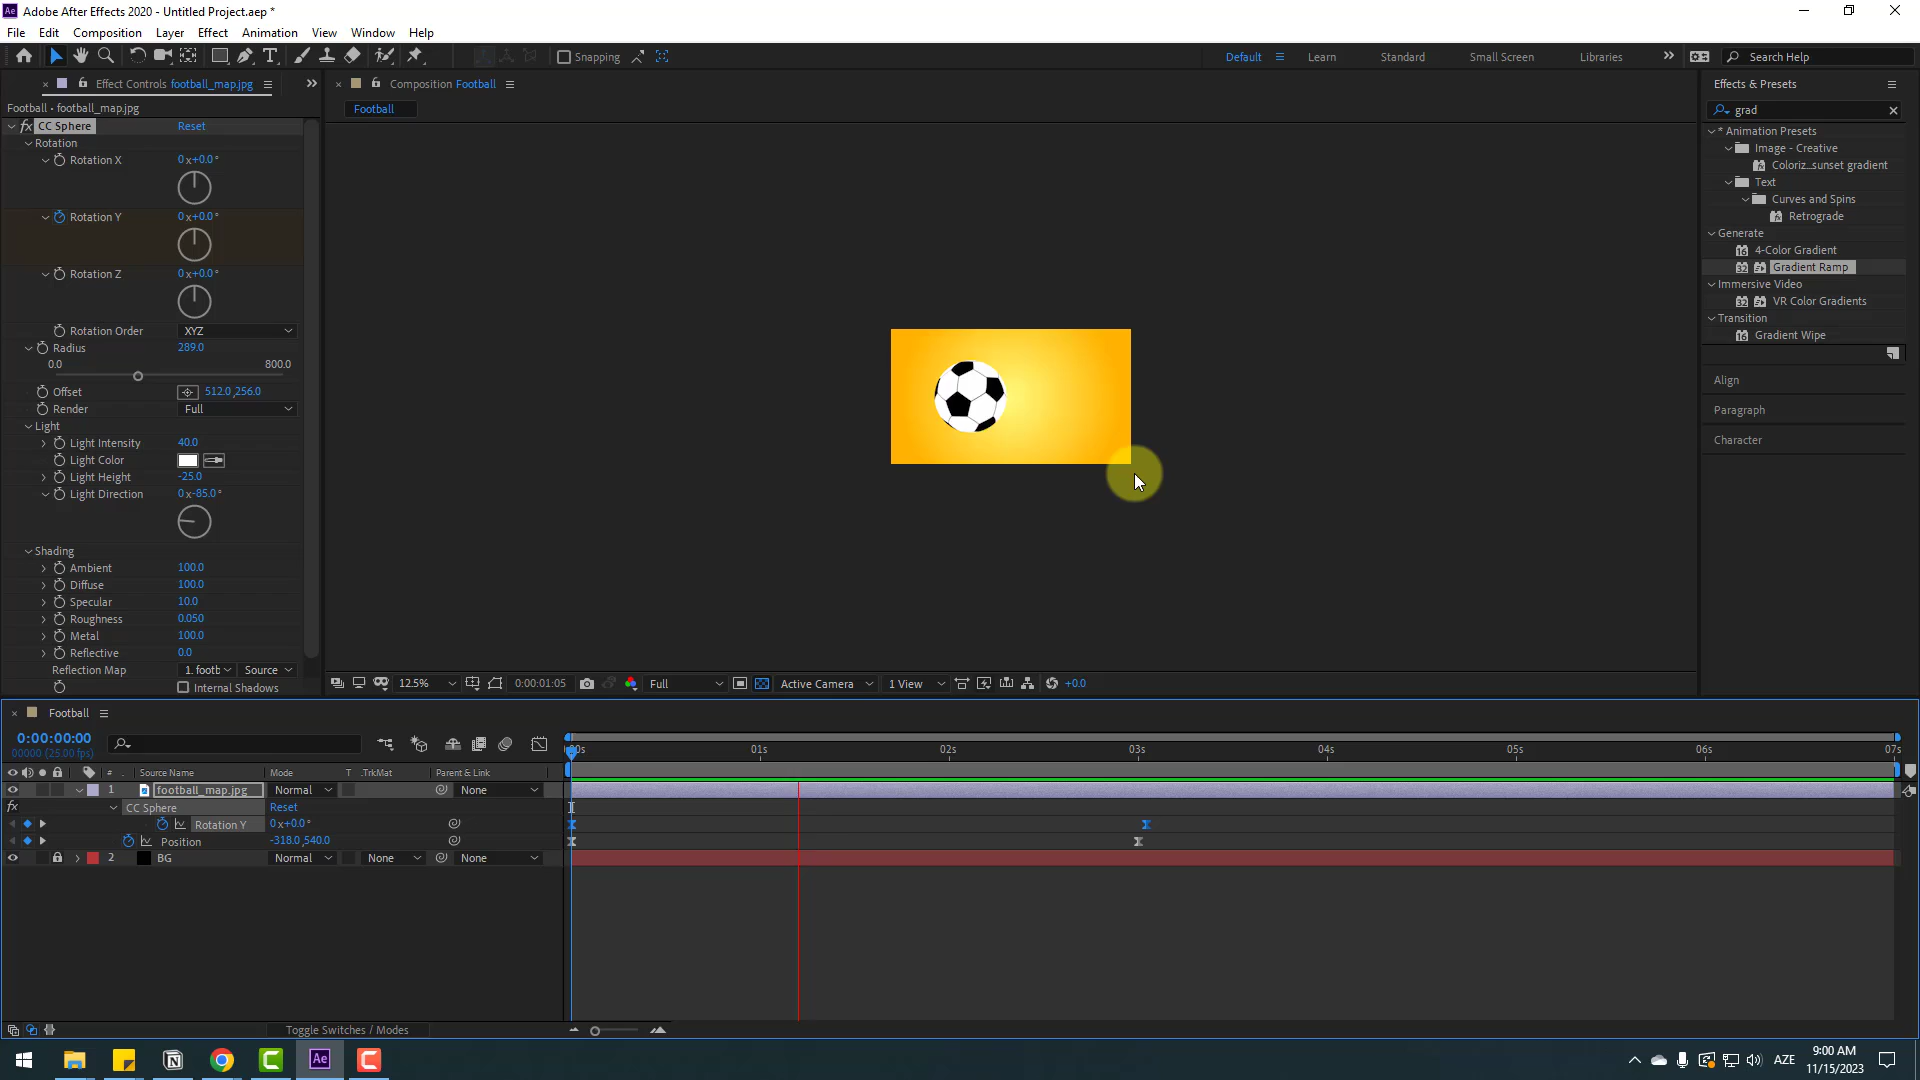 Adobe After Effects 2020 - Untitled Project.aep *
File Edit Composition Layer Effect Animation View Window Help
Snapping
Default Learn Standard Small Screen Libraries
Search Help
Effect Controls football_map.jpg
Composition Football
Effects & Presets
Football • football_map.jpg
Football
grad
fx CC Sphere Reset
Rotation
Rotation X 0 x+0.0 °
Rotation Y 0 x+0.0 °
Rotation Z 0 x+0.0 °
Rotation Order XYZ
Radius 289.0
0.0 800.0
Offset 512.0,256.0
Render Full
Light
Light Intensity 40.0
Light Color
Light Height -25.0
Light Direction 0 x-85.0 °
Shading
Ambient 100.0
Diffuse 100.0
Specular 10.0
Roughness 0.050
Metal 100.0
Reflective 0.0
Reflection Map 1. footb Source
Internal Shadows
* Animation Presets
Image - Creative
Coloriz...sunset gradient
Text
Curves and Spins
Retrograde
Generate
4-Color Gradient
Gradient Ramp
Immersive Video
VR Color Gradients
Transition
Gradient Wipe
Align
Paragraph
Character
12.5% 0:00:01:05 Full Active Camera 1 View +0.0
Football
0:00:00:00
00000 (25.00 fps)
00s 01s 02s 03s 04s 05s 06s 07s
# Source Name Mode T .TrkMat Parent & Link
1 football_map.jpg Normal None
fx CC Sphere Reset
Rotation Y 0 x+0.0 °
Position -318.0,540.0
2 BG Normal None None
Toggle Switches / Modes
AZE
9:00 AM
11/15/2023